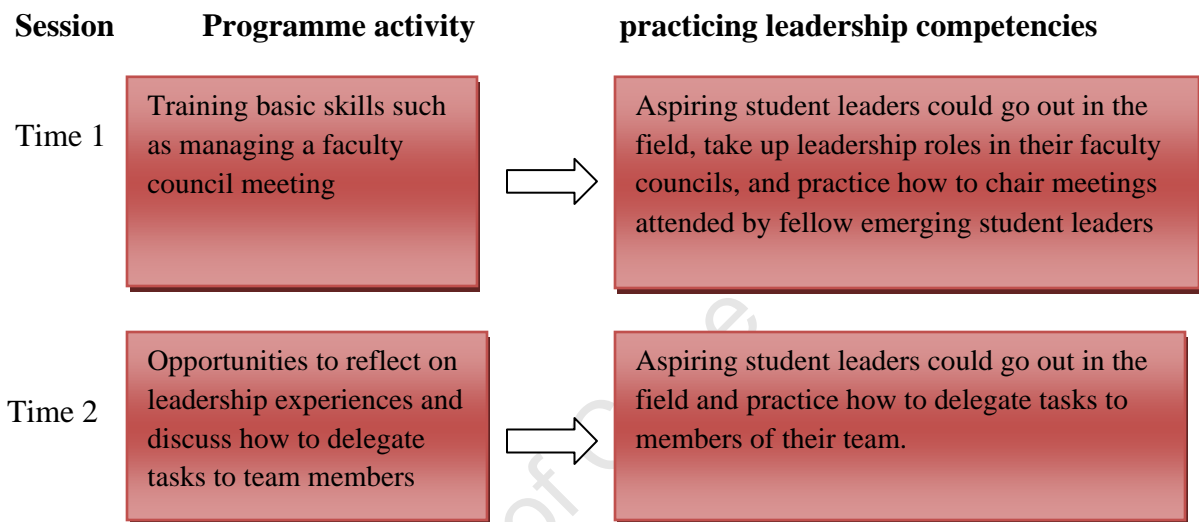 Session Programme activity practicing leadership competencies
Time 1
Training basic skills such
as managing a faculty
council meeting
Aspiring student leaders could go out in the
field, take up leadership roles in their faculty
councils, and practice how to chair meetings
attended by fellow emerging student leaders
Time 2
Opportunities to reflect on
leadership experiences and
discuss how to delegate
tasks to team members
Aspiring student leaders could go out in the
field and practice how to delegate tasks to
members of their team.
of